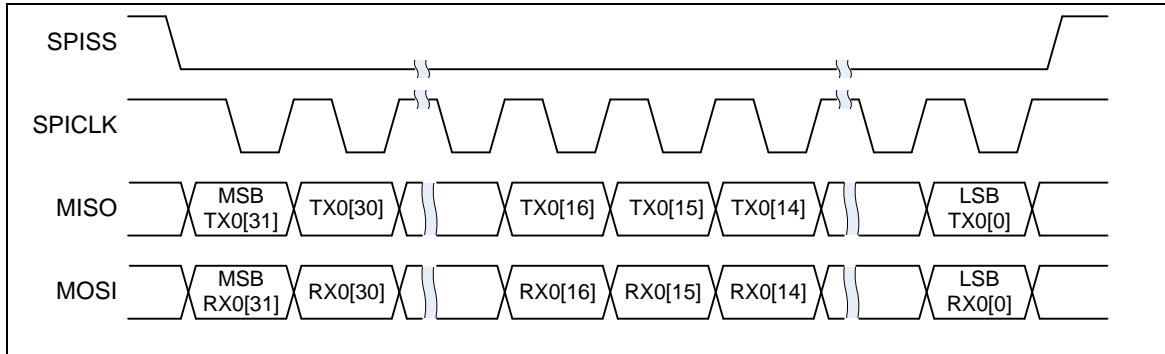 SPISS
SPICLK
MISO
MSB
TX0[31]
TX0[30]
TX0[16]
TX0[15]
TX0[14]
LSB
TX0[0]
MOSI
MSB
RX0[31]
RX0[30]
RX0[16]
RX0[15]
RX0[14]
LSB
RX0[0]